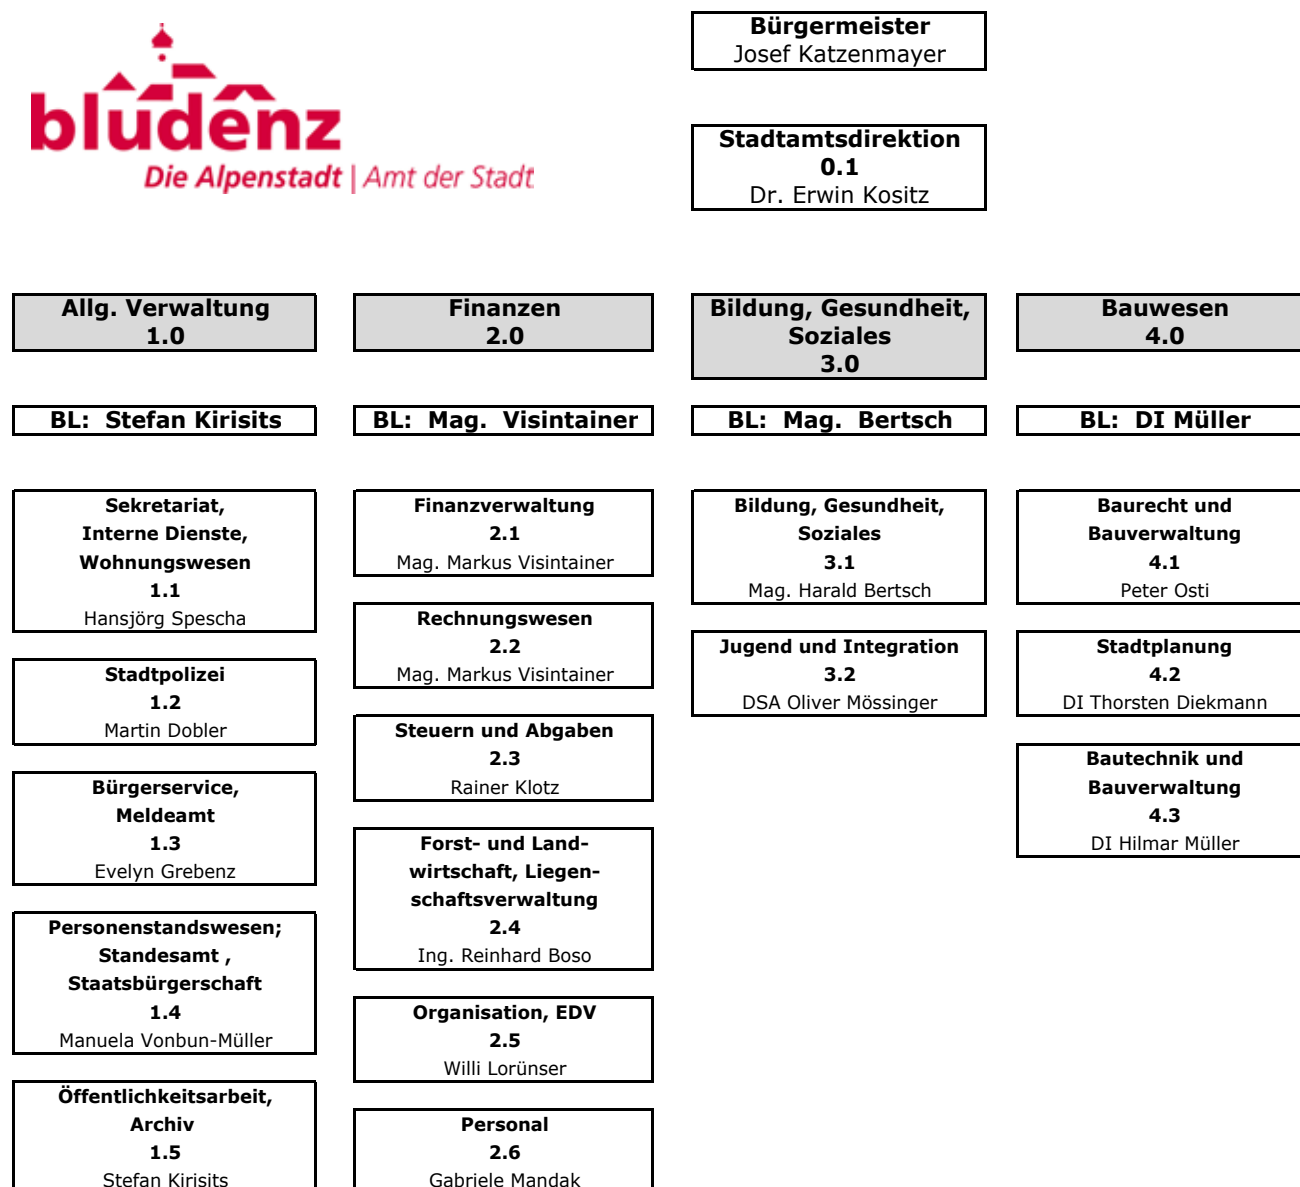 bludenz
Die Alpenstadt | Amt der Stadt
Bürgermeister
Josef Katzenmayer
Stadtamtsdirektion
0.1
Dr. Erwin Kositz
Allg. Verwaltung
1.0
BL: Stefan Kirisits
Sekretariat,
Interne Dienste,
Wohnungswesen
1.1
Hansjörg Spescha
Stadtpolizei
1.2
Martin Dobler
Bürgerservice,
Meldeamt
1.3
Evelyn Grebenz
Personenstandswesen;
Standesamt ,
Staatsbürgerschaft
1.4
Manuela Vonbun-Müller
Öffentlichkeitsarbeit,
Archiv
1.5
Stefan Kirisits
Finanzen
2.0
BL: Mag. Visintainer
Finanzverwaltung
2.1
Mag. Markus Visintainer
Rechnungswesen
2.2
Mag. Markus Visintainer
Steuern und Abgaben
2.3
Rainer Klotz
Forst- und Land-
wirtschaft, Liegen-
schaftsverwaltung
2.4
Ing. Reinhard Boso
Organisation, EDV
2.5
Willi Lorünser
Personal
2.6
Gabriele Mandak
Bildung, Gesundheit,
Soziales
3.0
BL: Mag. Bertsch
Bildung, Gesundheit,
Soziales
3.1
Mag. Harald Bertsch
Jugend und Integration
3.2
DSA Oliver Mössinger
Bauwesen
4.0
BL: DI Müller
Baurecht und
Bauverwaltung
4.1
Peter Osti
Stadtplanung
4.2
DI Thorsten Diekmann
Bautechnik und
Bauverwaltung
4.3
DI Hilmar Müller